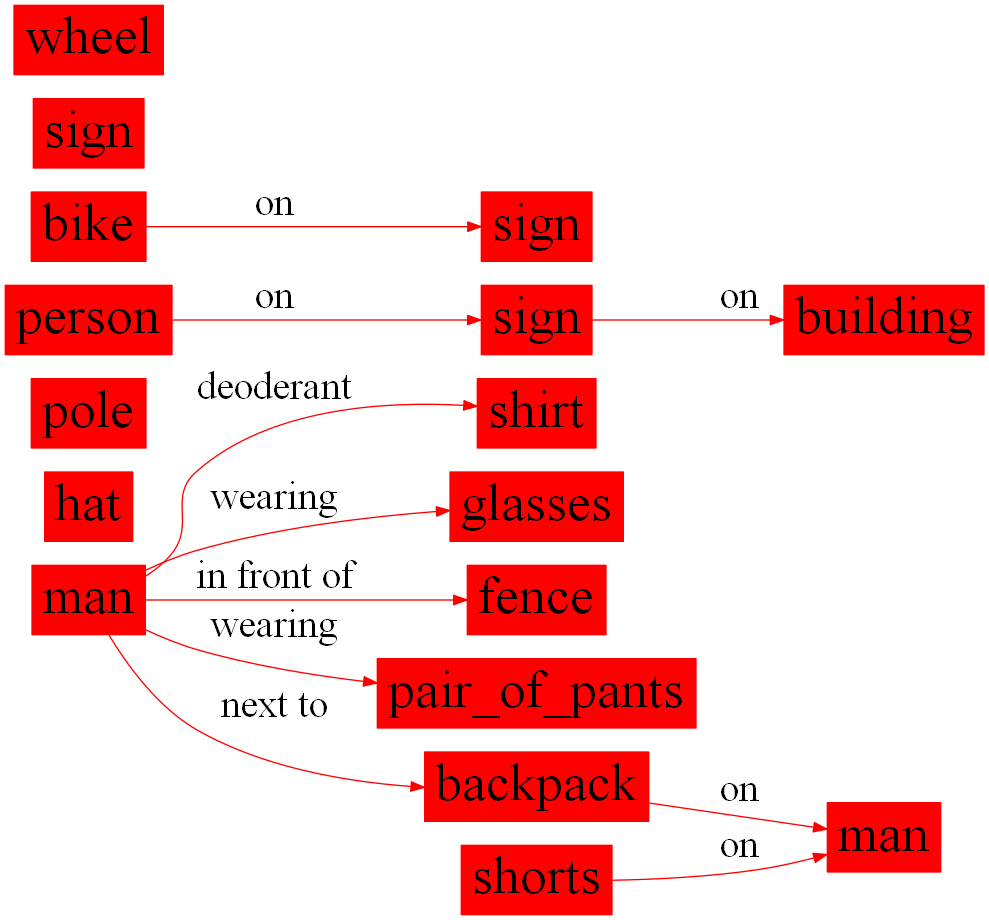 wheel
sign
bike on sign
person on sign on building
pole
deoderant shirt
hat
wearing glasses
man in front of fence
wearing pair_of_pants
next to backpack on man
shorts on